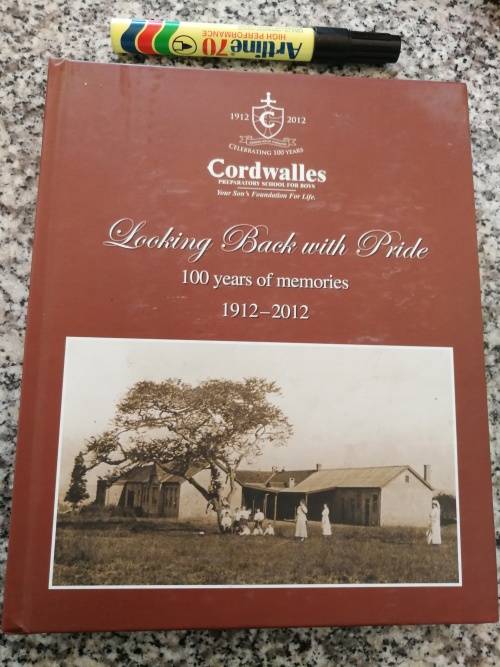 Artline 70
HIGH PERFORMANCE
1912 2012
CELEBRATING 100 YEARS
Cordwalles
PREPARATORY SCHOOL FOR BOYS
Your Son's Foundation For Life.
Looking Back with Pride
100 years of memories
1912–2012